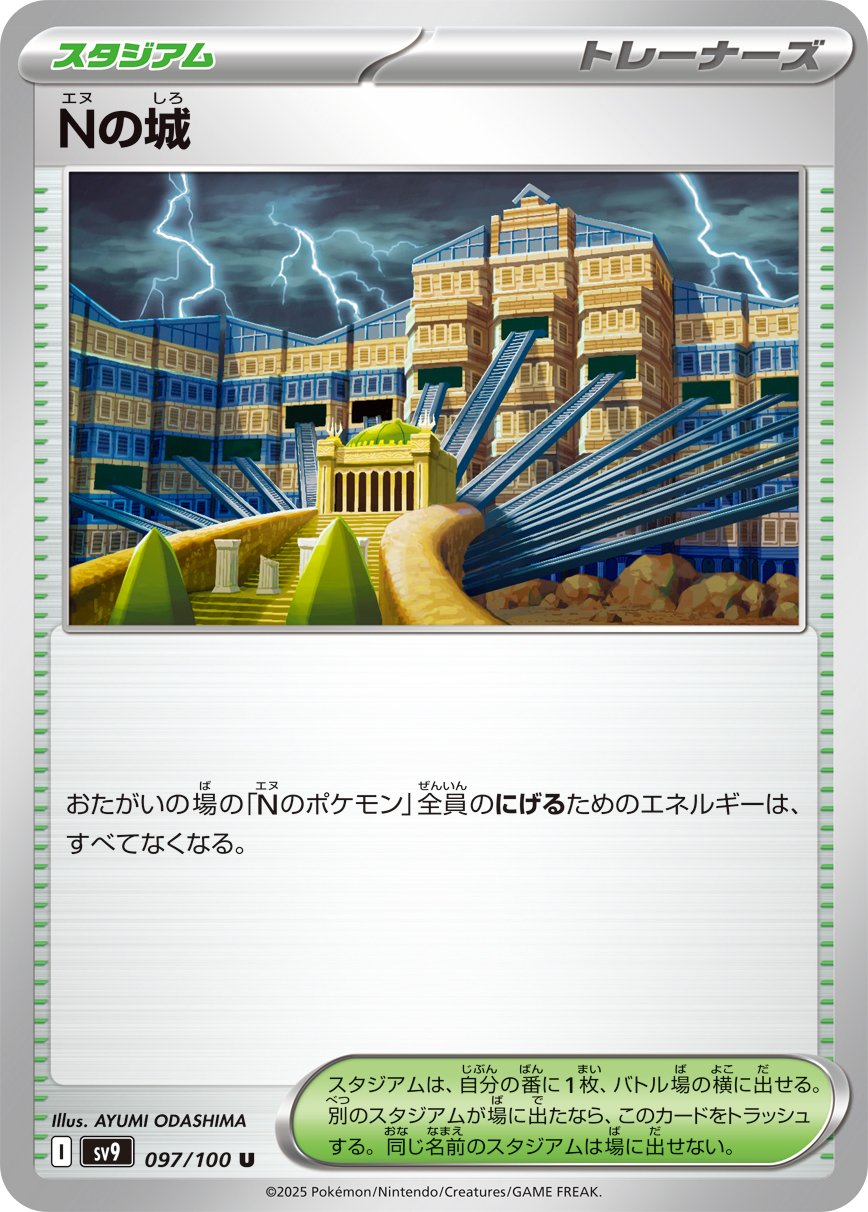 スタジアム
トレーナーズ
エヌ しろ
Nの城
ば エヌ ぜんいん
おたがいの場の「Nのポケモン」全員のにげるためのエネルギーは、
すべてなくなる。
じぶん ばん まい ば よこ だ
スタジアムは、自分の番に1枚、バトル場の横に出せる。
べつ ば で
別のスタジアムが場に出たなら、このカードをトラッシュ
おな なまえ ば だ
する。同じ名前のスタジアムは場に出せない。
Illus. AYUMI ODASHIMA
I sv9 097/100 U
©2025 Pokémon/Nintendo/Creatures/GAME FREAK.